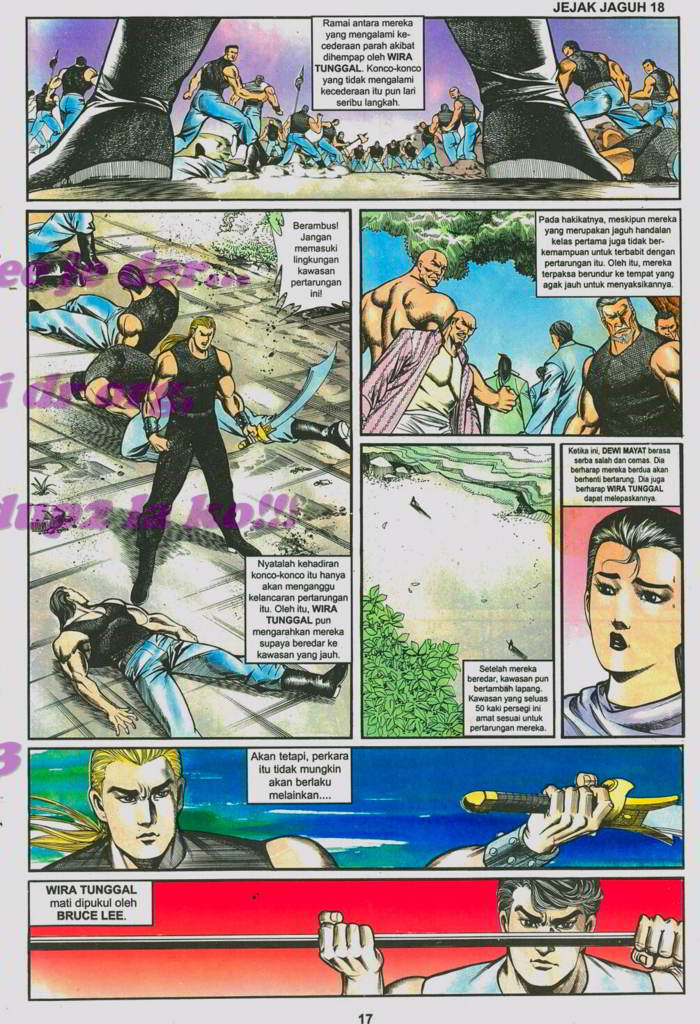 JEJAK JAGUH 18
Ramai antara mereka
yang mengalami ke-
cederaan parah akibat
dihempap oleh WIRA
TUNGGAL. Konco-konco
yang tidak mengalami
kecederaan itu pun lari
seribu langkah.
Berambus!
Jangan
memasuki
lingkungan
kawasan
pertarungan
ini!
Pada hakikatnya, meskipun mereka
yang merupakan jaguh handalan
kelas pertama juga tidak ber-
kemampuan untuk terbabit dengan
pertarungan itu. Oleh itu, mereka
terpaksa berundur ke tempat yang
agak jauh untuk menyaksikannya.
Nyatalah kehadiran
konco-konco itu hanya
akan menganggu
kelancaran pertarungan
itu. Oleh itu, WIRA
TUNGGAL pun
mengarahkan mereka
supaya beredar ke
kawasan yang jauh.
Setelah mereka
beredar, kawasan pun
bertambah lapang.
Kawasan yang seluas
50 kaki persegi ini
amat sesuai untuk
pertarungan mereka.
Ketika ini, DEWI MAYAT berasa
serba salah dan cemas. Dia
berharap mereka berdua akan
berhenti bertarung. Dia juga
berharap WIRA TUNGGAL
dapat melepaskannya
Akan tetapi, perkara
itu tidak mungkin
akan berlaku
melainkan....
WIRA TUNGGAL
mati dipukul oleh
BRUCE LEE.
17
la ko!!!
3